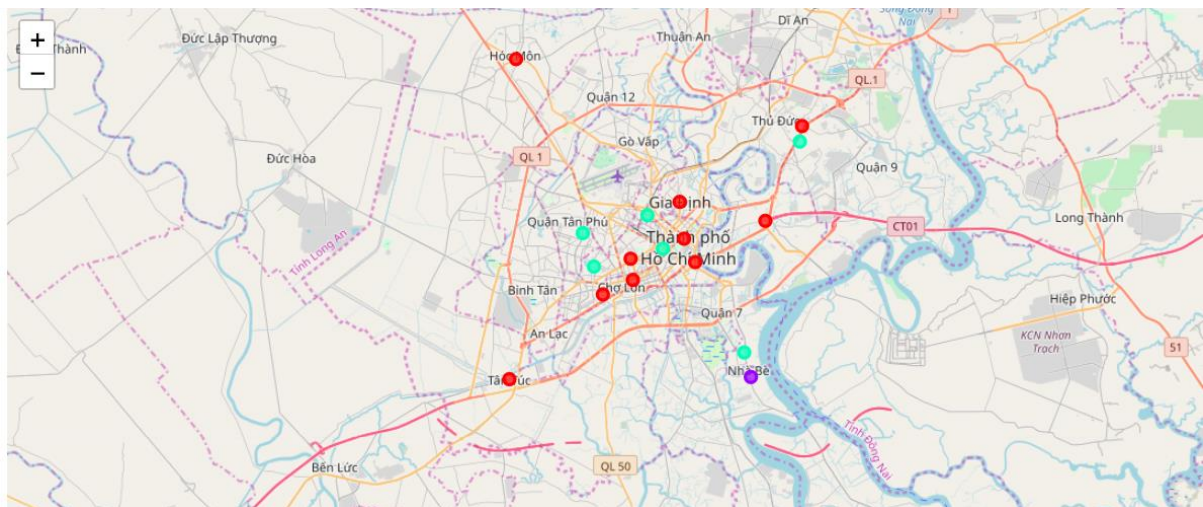 +
−
Đức Lập Thượng
Thành
Hóc Môn
Thuận An
Dĩ An
Sông Đồng
Nai
1
QL.1
Quận 12
Thủ Đức
Gò Vấp
Đức Hòa
QL 1
Quận 9
Gia Định
Quận Tân Phú
Long Thành
CT01
Thành phố
Hồ Chí Minh
Tỉnh Long An
Bình Tân
Chợ Lớn
Hiệp Phước
Quận 7
An Lạc
KCN Nhơn
Trạch
51
Nhà Bè
Tân Túc
Tỉnh Đồng Nai
Bến Lức
QL 50